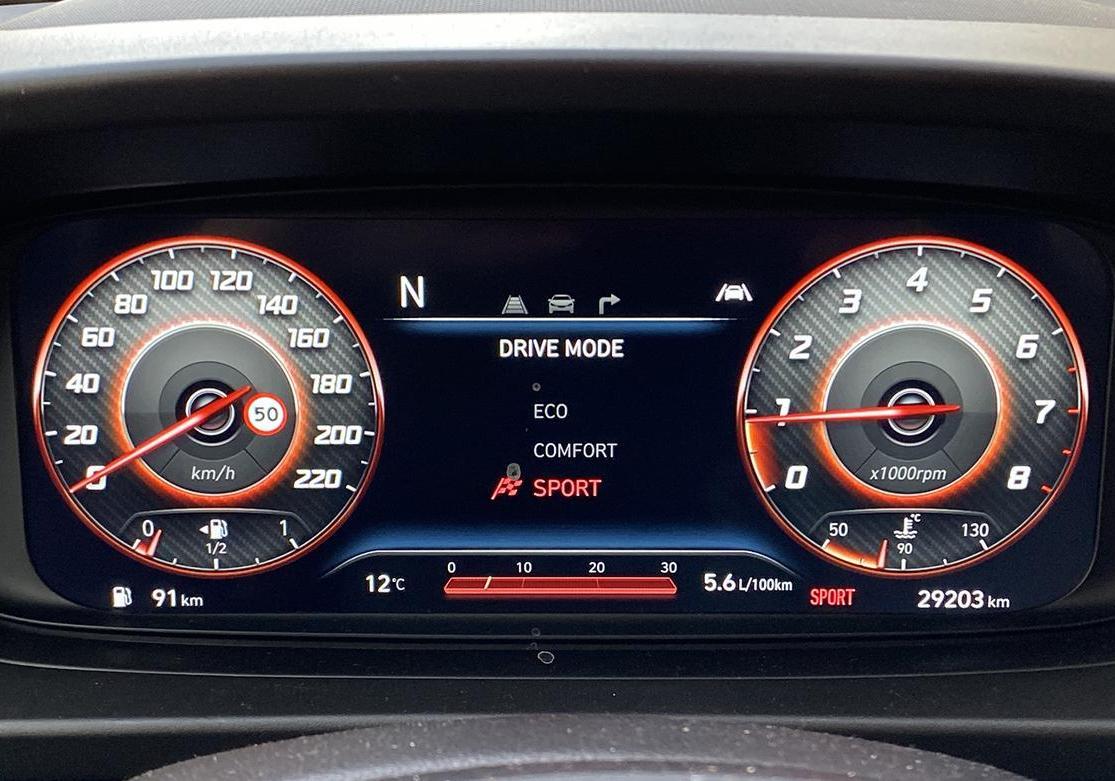 100 120
80 140
60 160
40 180
20 200
0 220
50
km/h
0 1
1/2
91 km
N
DRIVE MODE
ECO
COMFORT
SPORT
0 10 20 30
12°C
5.6 L/100km
4
3 5
2 6
1 7
0 8
x1000rpm
°C
50 130
90
SPORT
29203 km